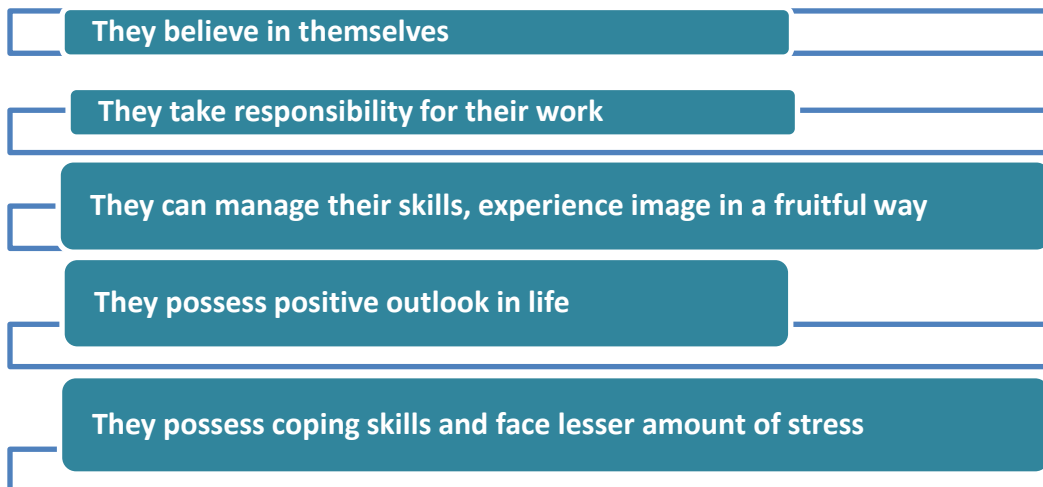 They believe in themselves
They take responsibility for their work
They can manage their skills, experience image in a fruitful way
They possess positive outlook in life
They possess coping skills and face lesser amount of stress